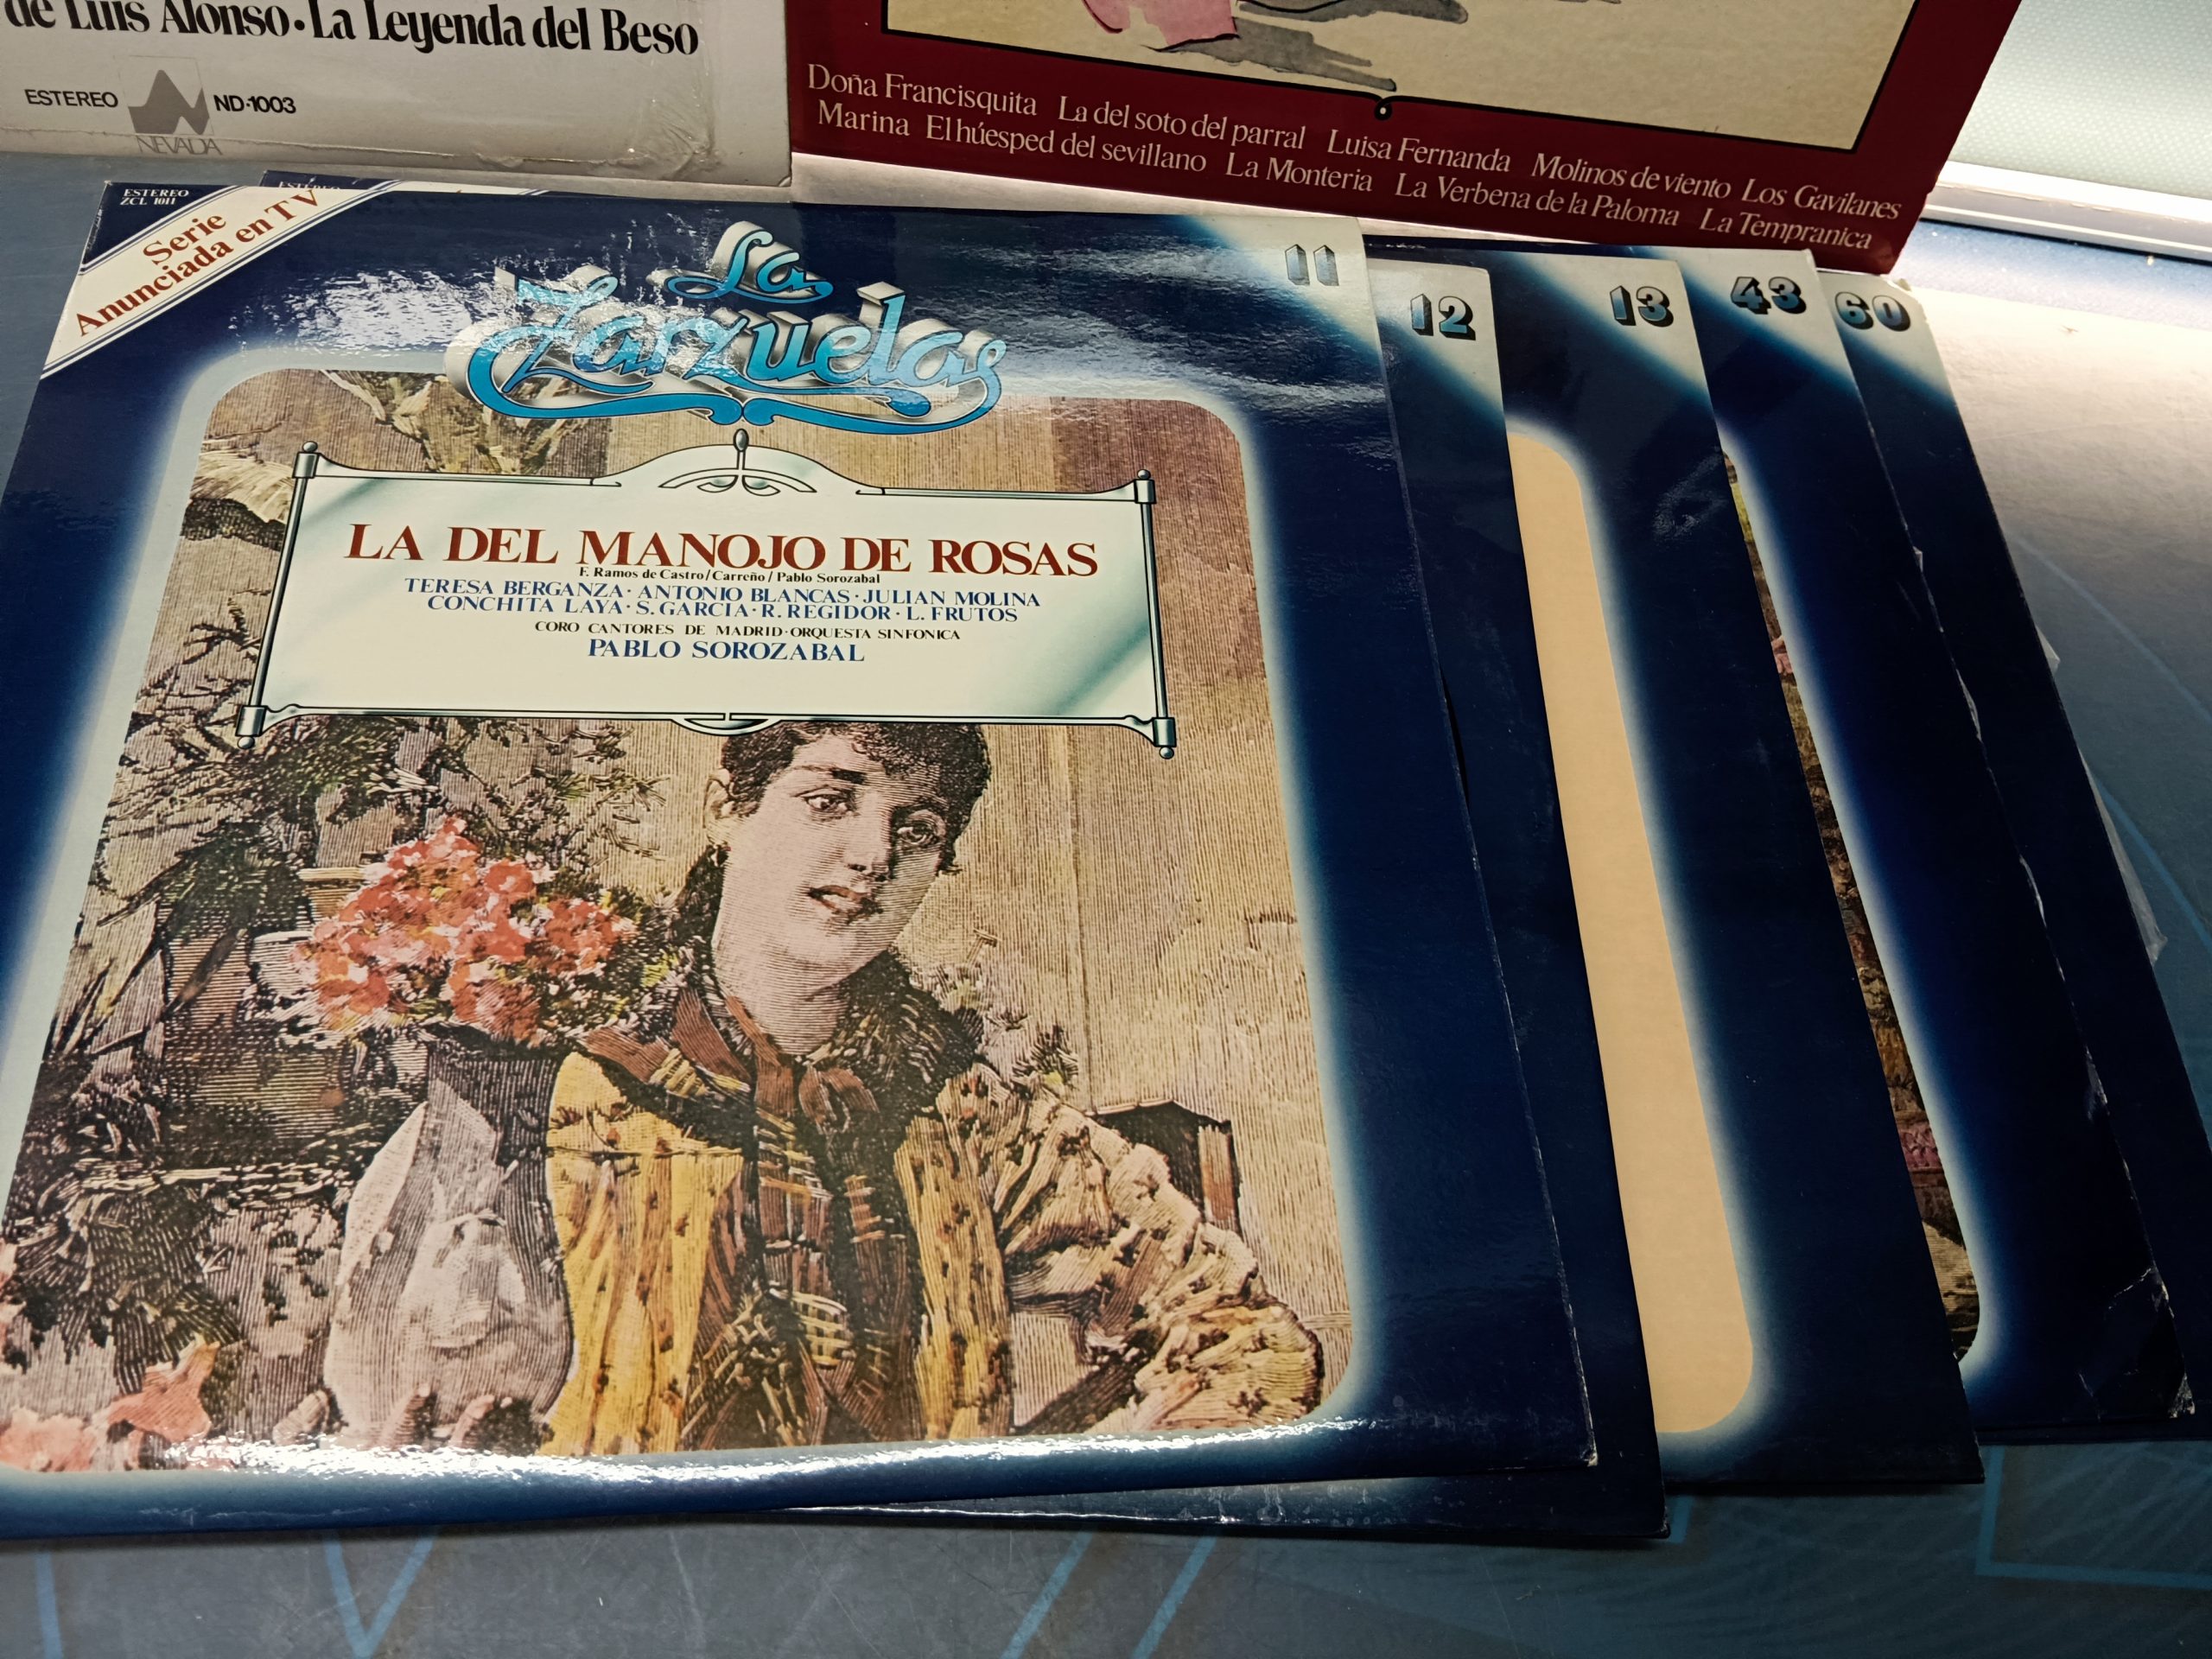 de Luis Alonso • La Leyenda del Beso
ESTEREO
ND-1003
NEVADA
Doña Francisquita La del soto del parral Luisa Fernanda Molinos de viento Los Gavilanes
Marina El húesped del sevillano La Montería La Verbena de la Paloma La Tempranica
ESTEREO
ZCL 1011
ESTEREO
Serie
Anunciada en TV
La
Zarzuela
11
12
13
43
60
LA DEL MANOJO DE ROSAS
F. Ramos de Castro / Carreño / Pablo Sorozabal
TERESA BERGANZA · ANTONIO BLANCAS · JULIAN MOLINA
CONCHITA LAYA · S. GARCIA · R. REGIDOR · L. FRUTOS
CORO CANTORES DE MADRID · ORQUESTA SINFONICA
PABLO SOROZABAL